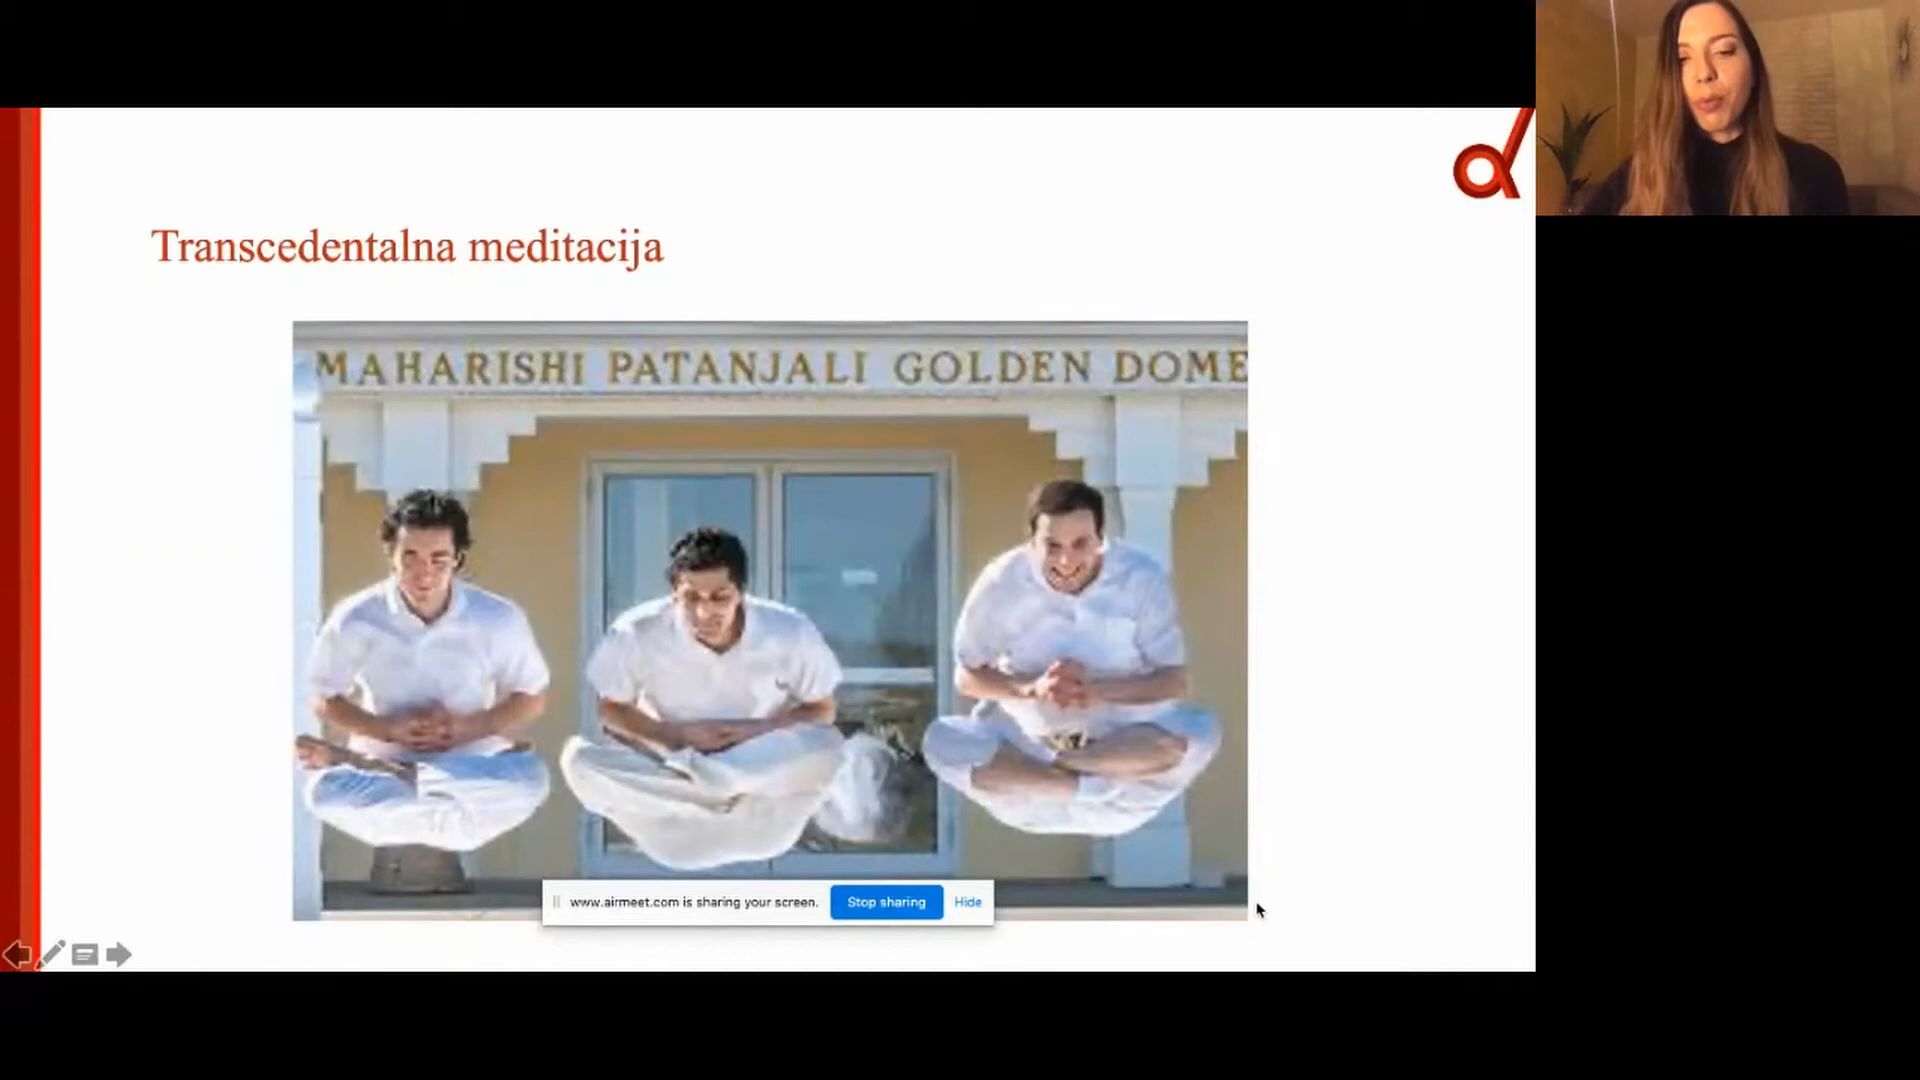 Transcedentalna meditacija
MAHARISHI PATANJALI GOLDEN DOME
www.airmeet.com is sharing your screen.
Stop sharing
Hide